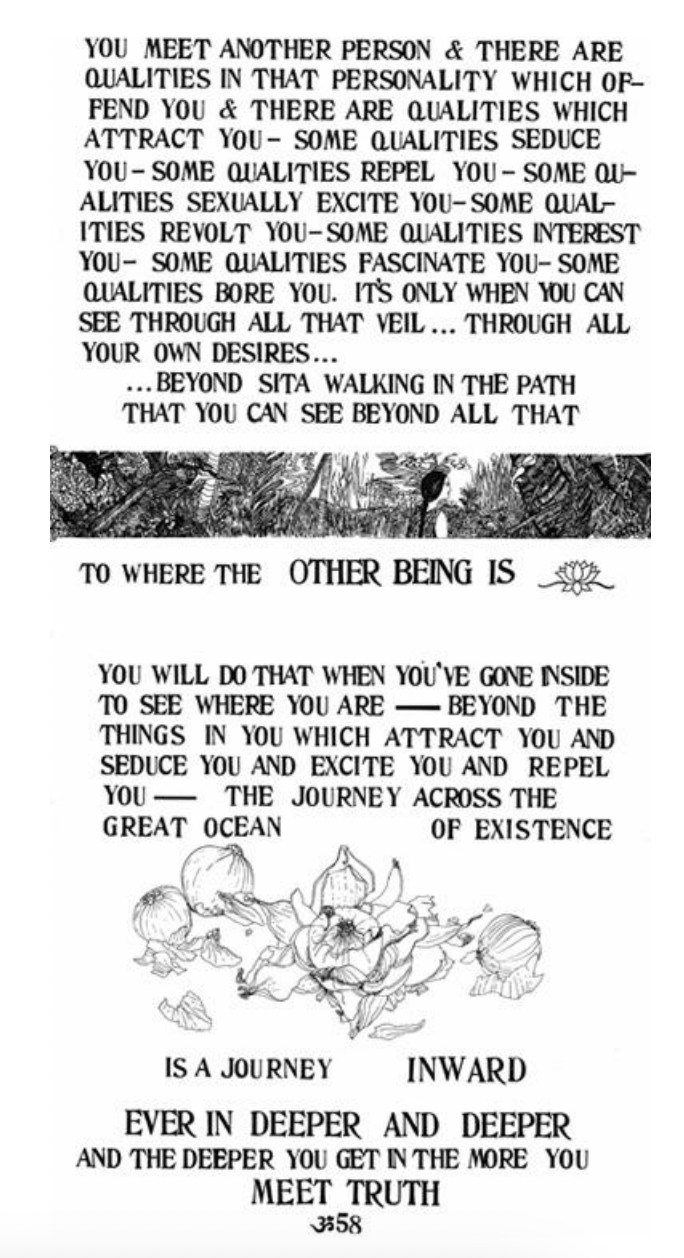 YOU MEET ANOTHER PERSON & THERE ARE
QUALITIES IN THAT PERSONALITY WHICH OF–
FEND YOU & THERE ARE QUALITIES WHICH
ATTRACT YOU – SOME QUALITIES SEDUCE
YOU – SOME QUALITIES REPEL YOU – SOME QU–
ALITIES SEXUALLY EXCITE YOU – SOME QUAL–
ITIES REVOLT YOU – SOME QUALITIES INTEREST
YOU – SOME QUALITIES FASCINATE YOU – SOME
QUALITIES BORE YOU. IT'S ONLY WHEN YOU CAN
SEE THROUGH ALL THAT VEIL ... THROUGH ALL
YOUR OWN DESIRES ...
... BEYOND SITA WALKING IN THE PATH
THAT YOU CAN SEE BEYOND ALL THAT
TO WHERE THE OTHER BEING IS
YOU WILL DO THAT WHEN YOU'VE GONE INSIDE
TO SEE WHERE YOU ARE — BEYOND THE
THINGS IN YOU WHICH ATTRACT YOU AND
SEDUCE YOU AND EXCITE YOU AND REPEL
YOU — THE JOURNEY ACROSS THE
GREAT OCEAN OF EXISTENCE
IS A JOURNEY INWARD
EVER IN DEEPER AND DEEPER
AND THE DEEPER YOU GET IN THE MORE YOU
MEET TRUTH
ॐ58